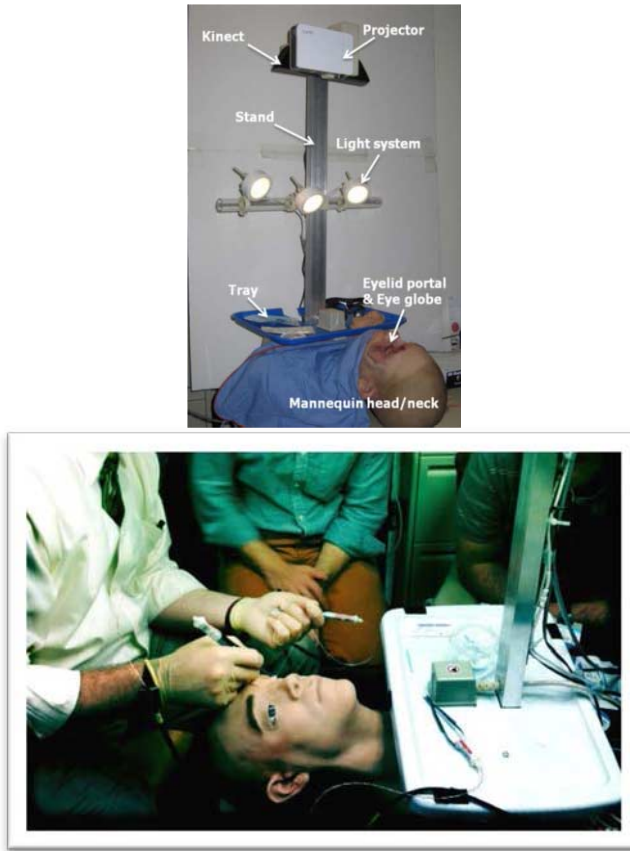 Kinect
Projector
Stand
Light system
Tray
Eyelid portal
& Eye globe
Mannequin head/neck